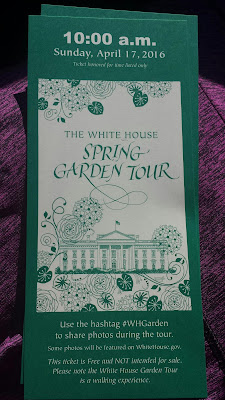 10:00 a.m.
Sunday, April 17, 2016
Ticket honored for time listed only
THE WHITE HOUSE
SPRING
GARDEN TOUR
Use the hashtag #WHGarden
to share photos during the tour.
Some photos will be featured on WhiteHouse.gov.
This ticket is Free and NOT intended for sale.
Please note the White House Garden Tour
is a walking experience.